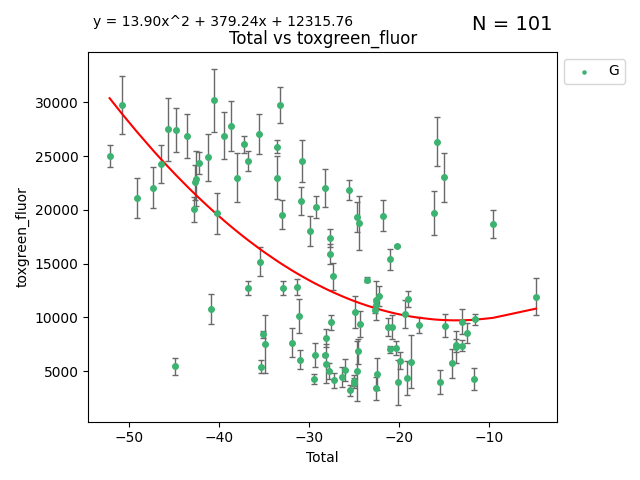 y = 13.90x^2 + 379.24x + 12315.76
N = 101
Total vs toxgreen_fluor
G
toxgreen_fluor
30000
25000
20000
15000
10000
5000
−50
−40
−30
−20
−10
Total